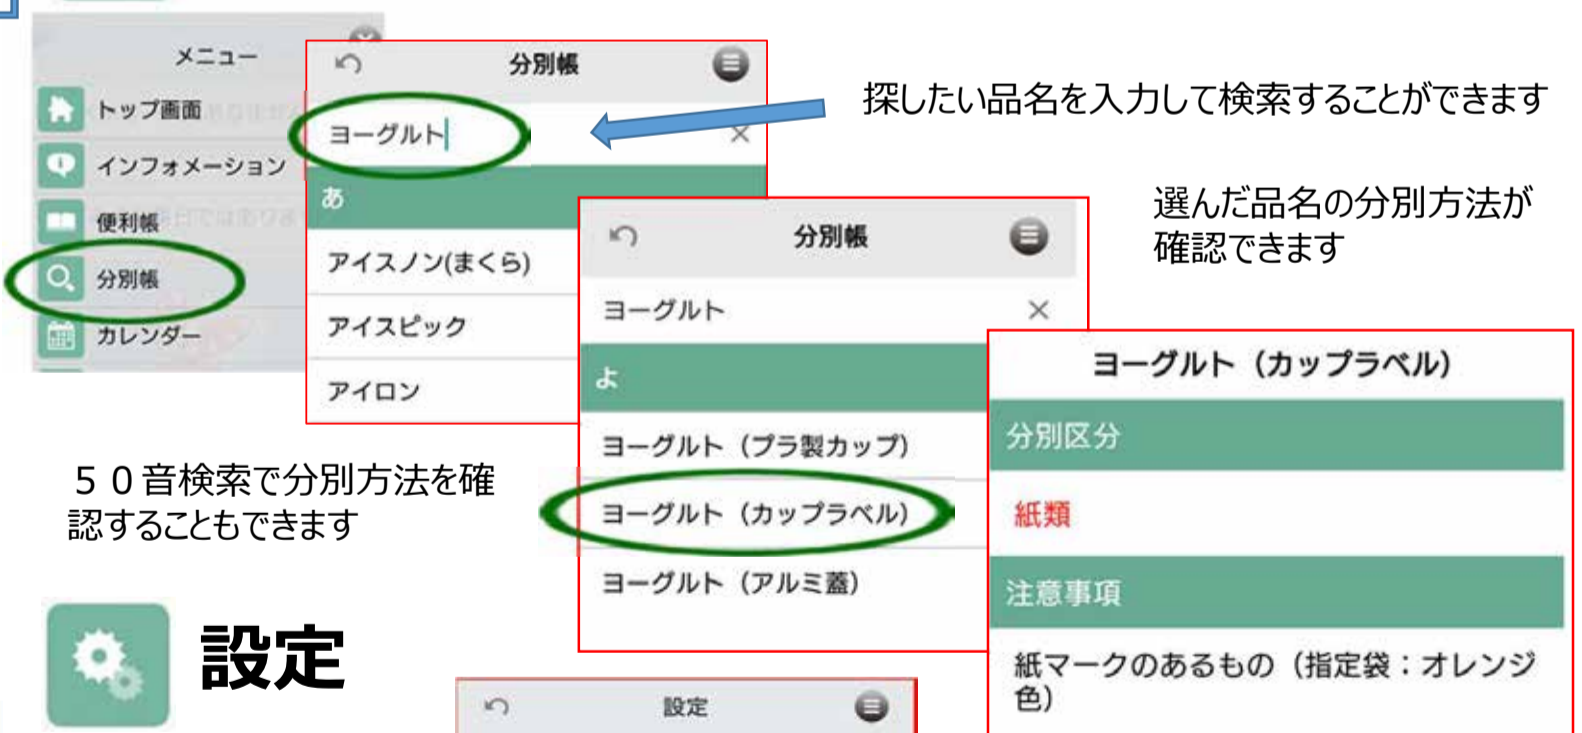 メニュー
トップ画面
インフォメーション
便利帳
分別帳
カレンダー
分別帳
ヨーグルト
あ
アイスノン(まくら)
アイスピック
アイロン
探したい品名を入力して検索することができます
分別帳
ヨーグルト
よ
ヨーグルト（プラ製カップ）
ヨーグルト（カップラベル）
ヨーグルト（アルミ蓋）
選んだ品名の分別方法が
確認できます
ヨーグルト（カップラベル）
分別区分
紙類
注意事項
紙マークのあるもの（指定袋：オレンジ
色）
５０音検索で分別方法を確
認することもできます
設定
設定